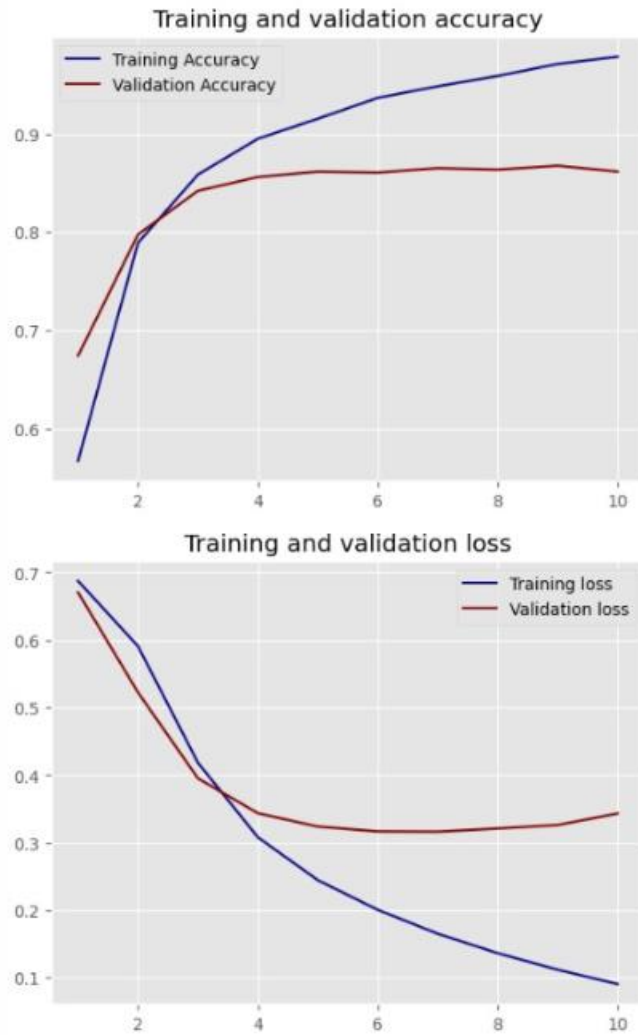 Training and validation accuracy
Training Accuracy
Validation Accuracy
0.9
0.8
0.7
0.6
2 4 6 8 10
Training and validation loss
0.7
Training loss
Validation loss
0.6
0.5
0.4
0.3
0.2
0.1
2 4 6 8 10